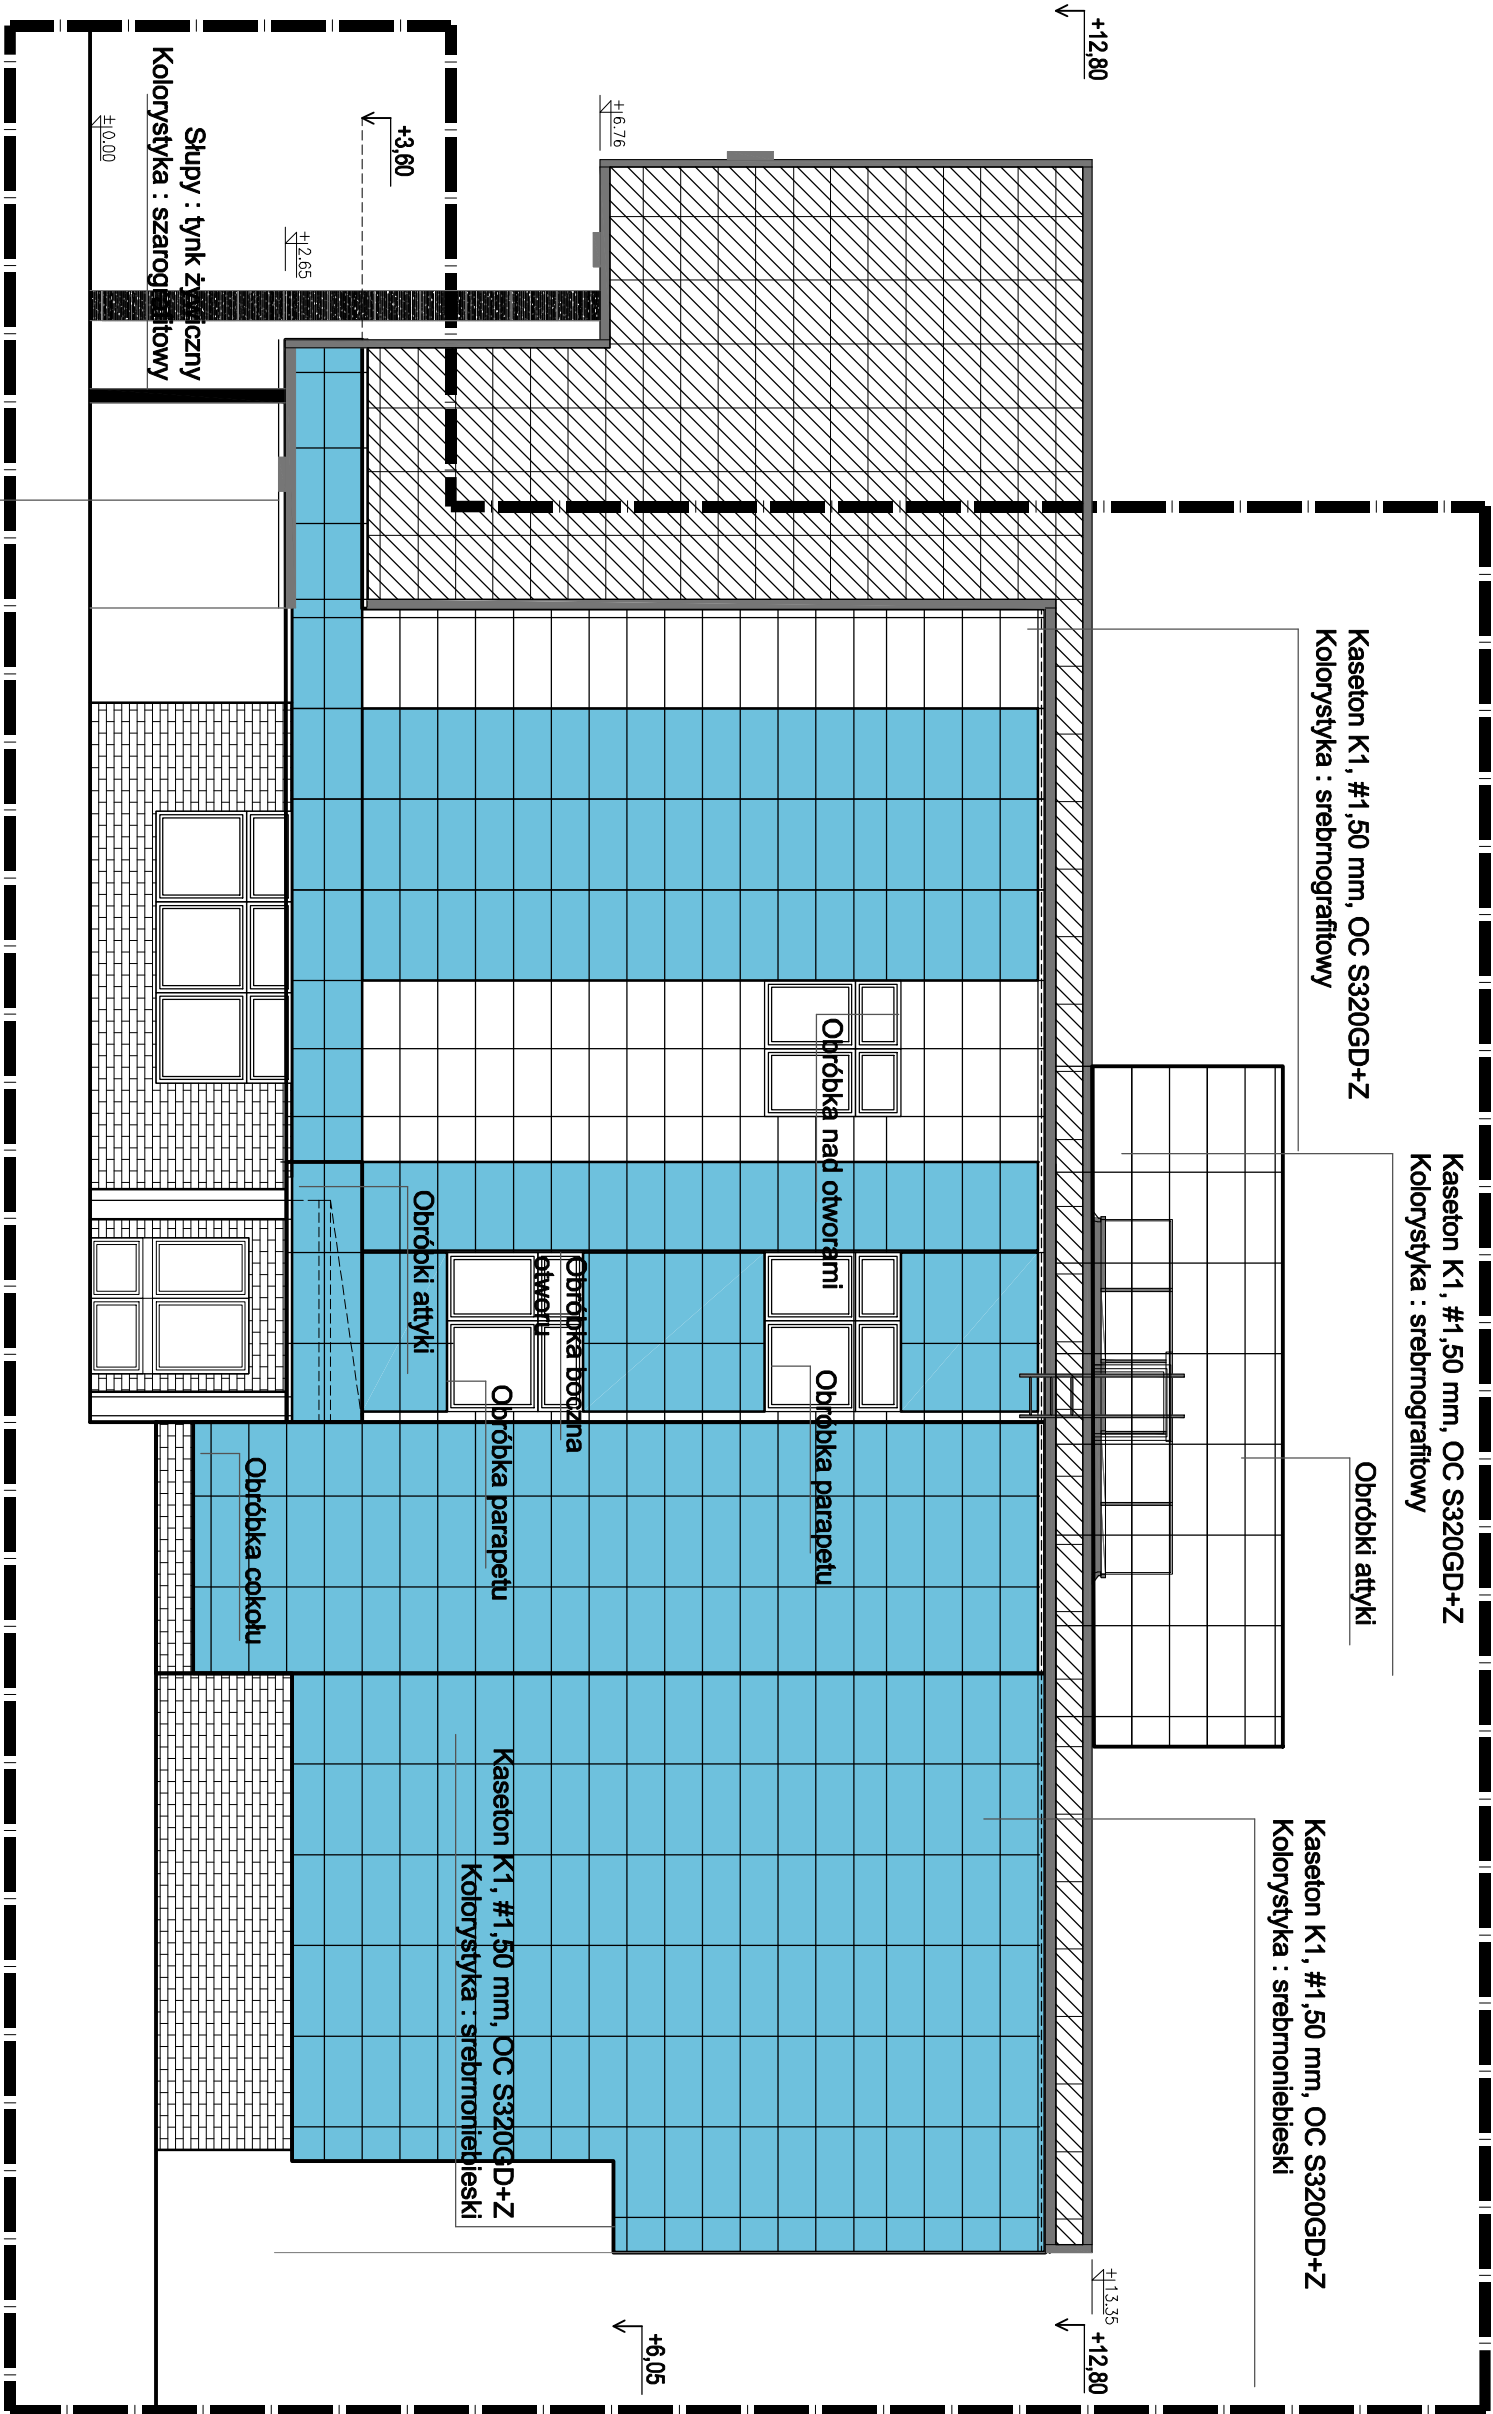 Kaseton K1, #1,50 mm, OC S320GD+Z
Kolorystyka : srebrnografitowy
Obróbki attyki
Kaseton K1, #1,50 mm, OC S320GD+Z
Kolorystyka : srebrnografitowy
Kaseton K1, #1,50 mm, OC S320GD+Z
Kolorystyka : srebrnoniebieski
+12,80
±13.35
+12,80
Obróbka nad otworami
Obróbka parapetu
±6.76
+6,05
Obróbka boczna
otworu
Kaseton K1, #1,50 mm, OC S320GD+Z
Kolorystyka : srebrnoniebieski
Obróbka parapetu
+3,60
Obróbki attyki
±2.65
Obróbka cokołu
Słupy : tynk żywiczny
Kolorystyka : szarografitowy
±0.00